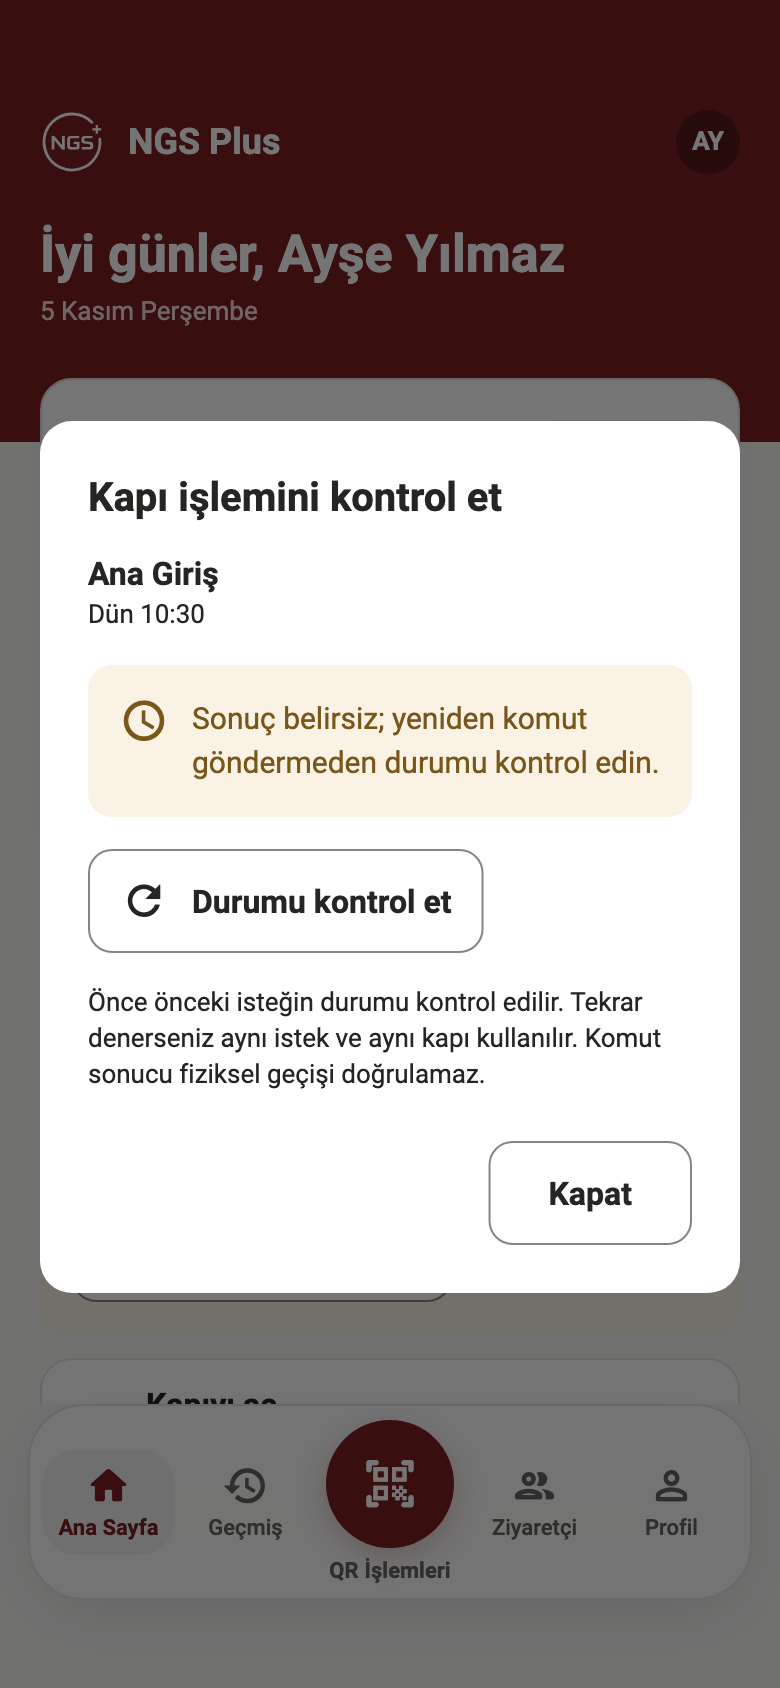 NGS+
NGS Plus
AY
İyi günler, Ayşe Yılmaz
5 Kasım Perşembe
Kapı işlemini kontrol et
Ana Giriş
Dün 10:30
Sonuç belirsiz; yeniden komut
göndermeden durumu kontrol edin.
Durumu kontrol et
Önce önceki isteğin durumu kontrol edilir. Tekrar
denerseniz aynı istek ve aynı kapı kullanılır. Komut
sonucu fiziksel geçişi doğrulamaz.
Kapat
Kapıyı aç
Ana Sayfa
Geçmiş
QR İşlemleri
Ziyaretçi
Profil